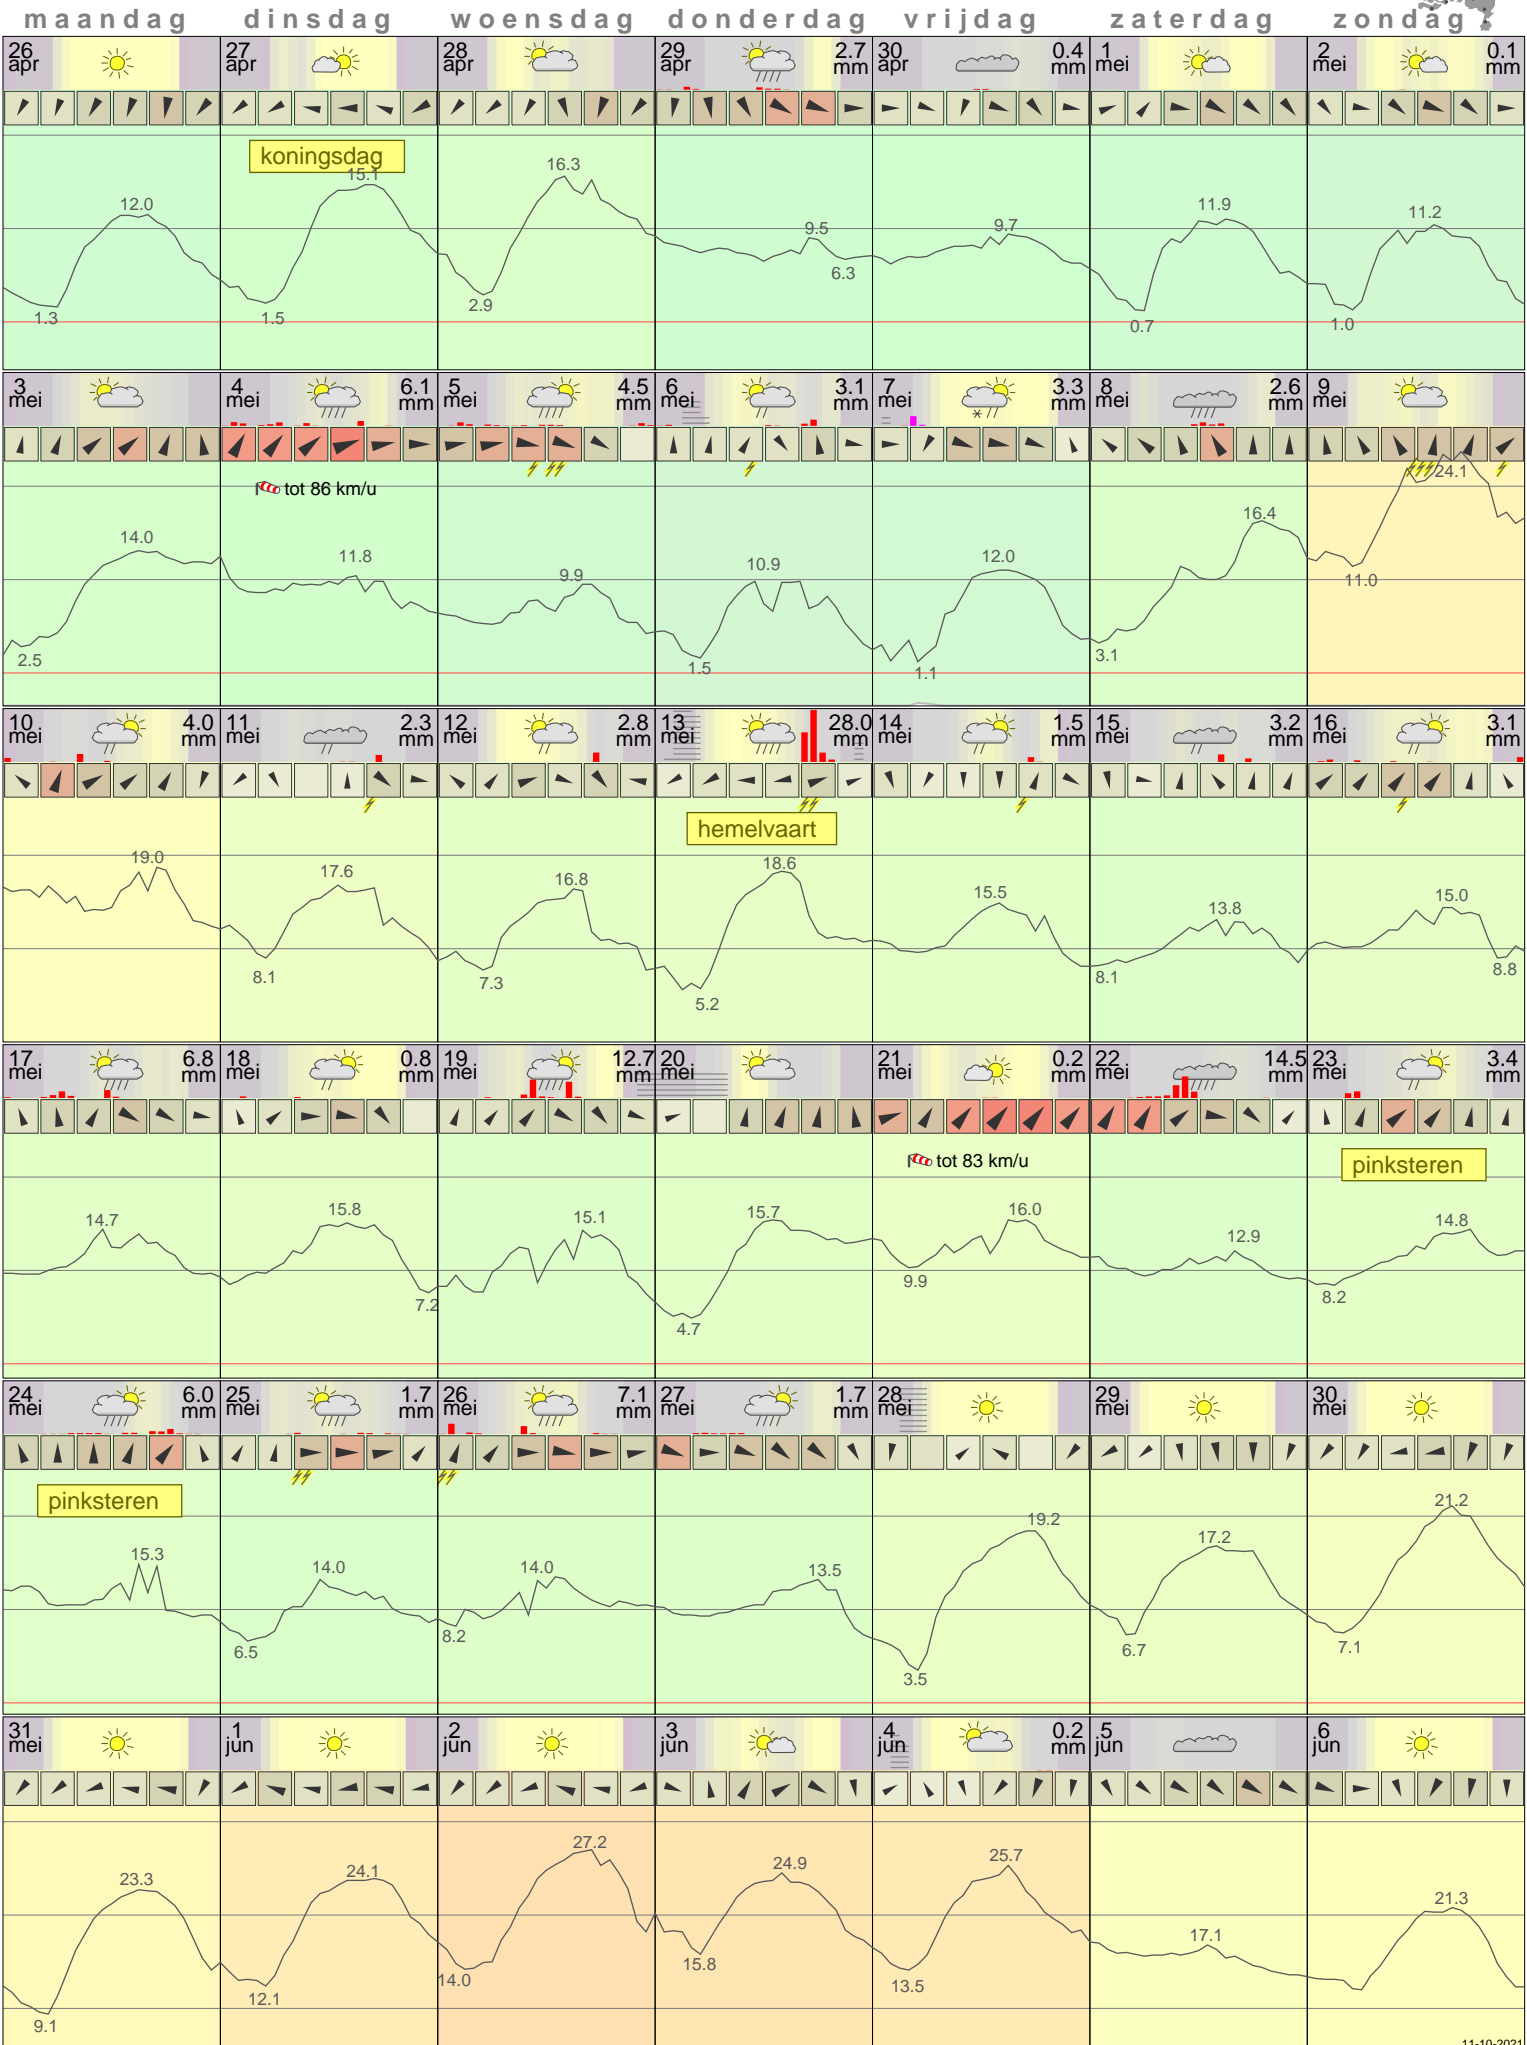 maandag dinsdag woensdag donderdag vrijdag zaterdag zondag
26 27 28 29 2.7 30 0.4 1 2 0.1
apr apr apr apr mm apr mm mei mei mm
koningsdag
12.0 15.1 16.3 9.5 9.7 11.9 11.2
1.3 1.5 2.9 6.3 0.7 1.0
3 4 6.1 5 4.5 6 3.1 7 3.3 8 2.6 9
mei mei mm mei mm mei mm mei mm mei mm mei
tot 86 km/u
14.0 11.8 9.9 10.9 12.0 16.4 24.1
2.5 1.5 1.1 3.1 11.0
10 4.0 11 2.3 12 2.8 13 28.0 14 1.5 15 3.2 16 3.1
mei mm mei mm mei mm mei mm mei mm mei mm mei mm
hemelvaart
19.0 17.6 16.8 18.6 15.5 13.8 15.0
8.1 7.3 5.2 8.1 8.8
17 6.8 18 0.8 19 12.7 20 21 0.2 22 14.5 23 3.4
mei mm mei mm mei mm mei mei mm mei mm mei mm
tot 83 km/u pinksteren
14.7 15.8 15.1 15.7 16.0 12.9 14.8
7.2 4.7 9.9 8.2
24 6.0 25 1.7 26 7.1 27 1.7 28 29 30
mei mm mei mm mei mm mei mm mei mei mei
pinksteren
15.3 14.0 14.0 13.5 19.2 17.2 21.2
6.5 8.2 3.5 6.7 7.1
31 1 2 3 4 0.2 5 6
mei jun jun jun jun mm jun jun
23.3 24.1 27.2 24.9 25.7 17.1 21.3
9.1 12.1 14.0 15.8 13.5
11-10-2021